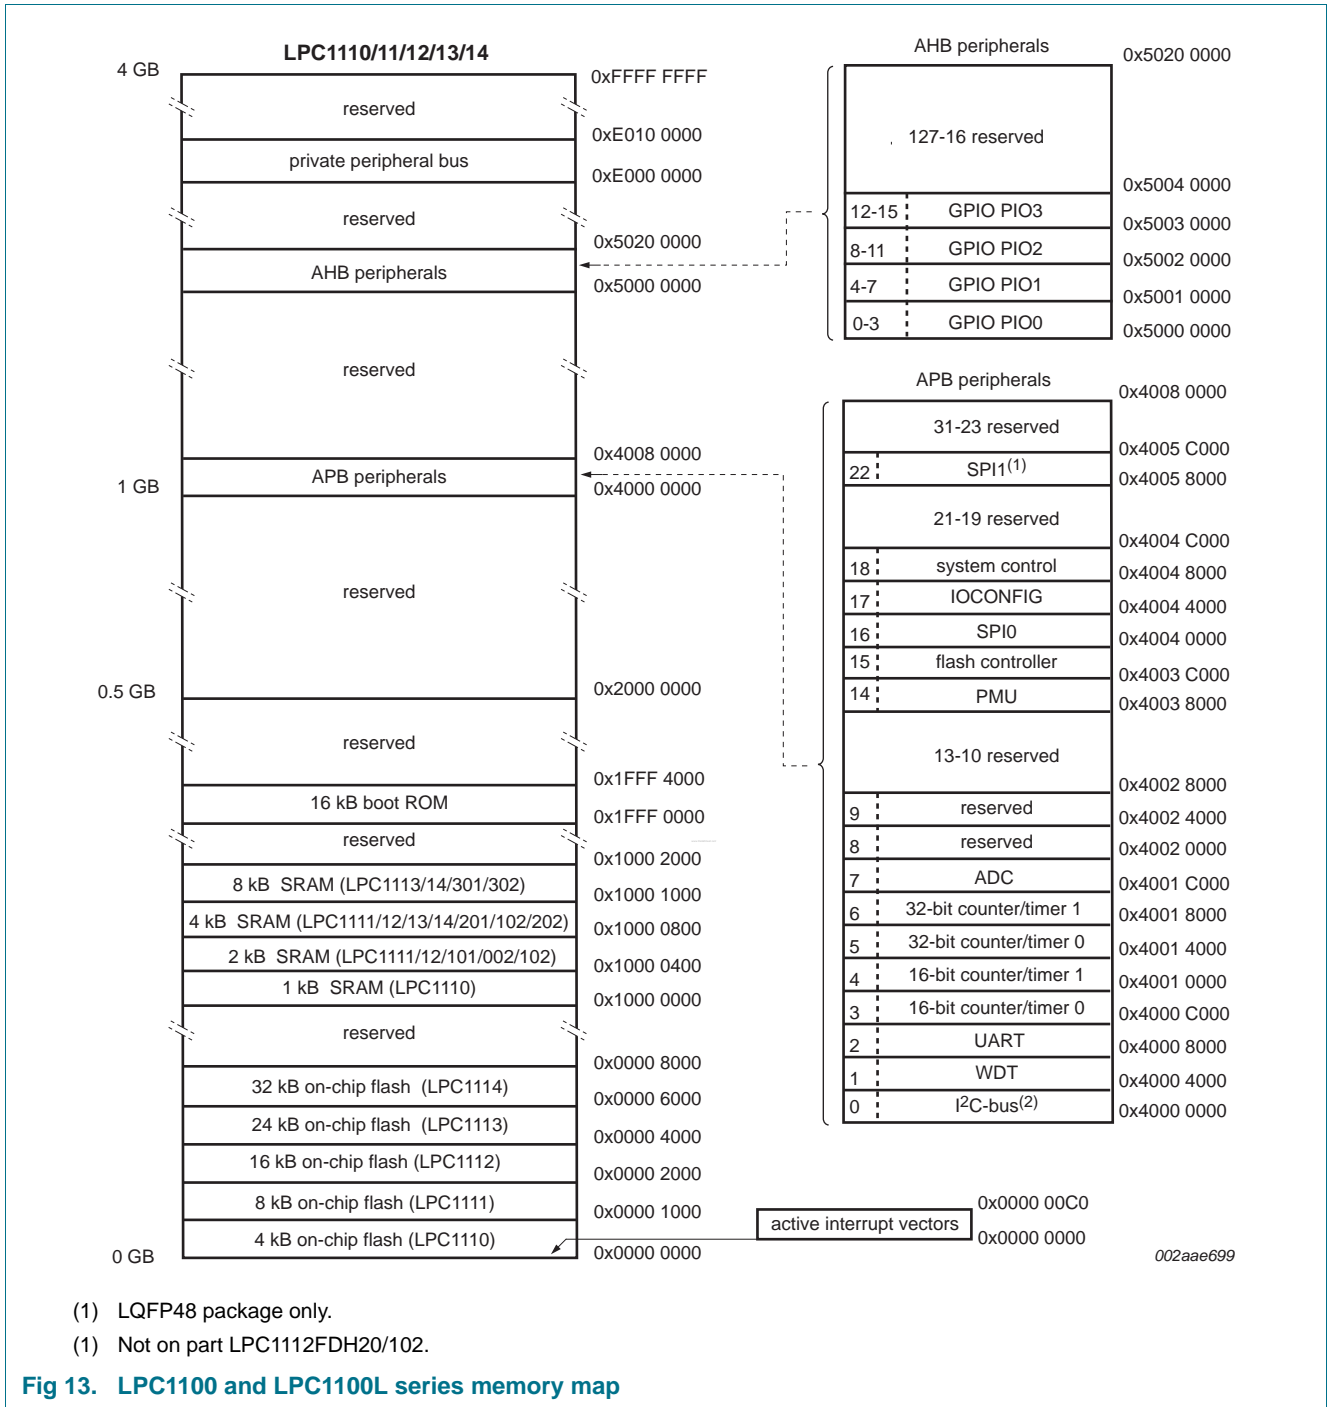 LPC1110/11/12/13/14
4 GB
0xFFFF FFFF
reserved
0xE010 0000
private peripheral bus
0xE000 0000
reserved
0x5020 0000
AHB peripherals
0x5000 0000
reserved
0x4008 0000
APB peripherals
1 GB
0x4000 0000
reserved
0.5 GB
0x2000 0000
reserved
0x1FFF 4000
16 kB boot ROM
0x1FFF 0000
reserved
0x1000 2000
8 kB SRAM (LPC1113/14/301/302)
0x1000 1000
4 kB SRAM (LPC1111/12/13/14/201/102/202)
0x1000 0800
2 kB SRAM (LPC1111/12/101/002/102)
0x1000 0400
1 kB SRAM (LPC1110)
0x1000 0000
reserved
0x0000 8000
32 kB on-chip flash (LPC1114)
0x0000 6000
24 kB on-chip flash (LPC1113)
0x0000 4000
16 kB on-chip flash (LPC1112)
0x0000 2000
8 kB on-chip flash (LPC1111)
0x0000 1000
4 kB on-chip flash (LPC1110)
0 GB
0x0000 0000
AHB peripherals
0x5020 0000
127-16 reserved
0x5004 0000
12-15 GPIO PIO3
0x5003 0000
8-11 GPIO PIO2
0x5002 0000
4-7 GPIO PIO1
0x5001 0000
0-3 GPIO PIO0
0x5000 0000
APB peripherals
0x4008 0000
31-23 reserved
0x4005 C000
22 SPI1(1)
0x4005 8000
21-19 reserved
0x4004 C000
18 system control
0x4004 8000
17 IOCONFIG
0x4004 4000
16 SPI0
0x4004 0000
15 flash controller
0x4003 C000
14 PMU
0x4003 8000
13-10 reserved
0x4002 8000
9 reserved
0x4002 4000
8 reserved
0x4002 0000
7 ADC
0x4001 C000
6 32-bit counter/timer 1
0x4001 8000
5 32-bit counter/timer 0
0x4001 4000
4 16-bit counter/timer 1
0x4001 0000
3 16-bit counter/timer 0
0x4000 C000
2 UART
0x4000 8000
1 WDT
0x4000 4000
0 I2C-bus(2)
0x4000 0000
0x0000 00C0
active interrupt vectors
0x0000 0000
002aae699
(1) LQFP48 package only.
(1) Not on part LPC1112FDH20/102.
Fig 13. LPC1100 and LPC1100L series memory map